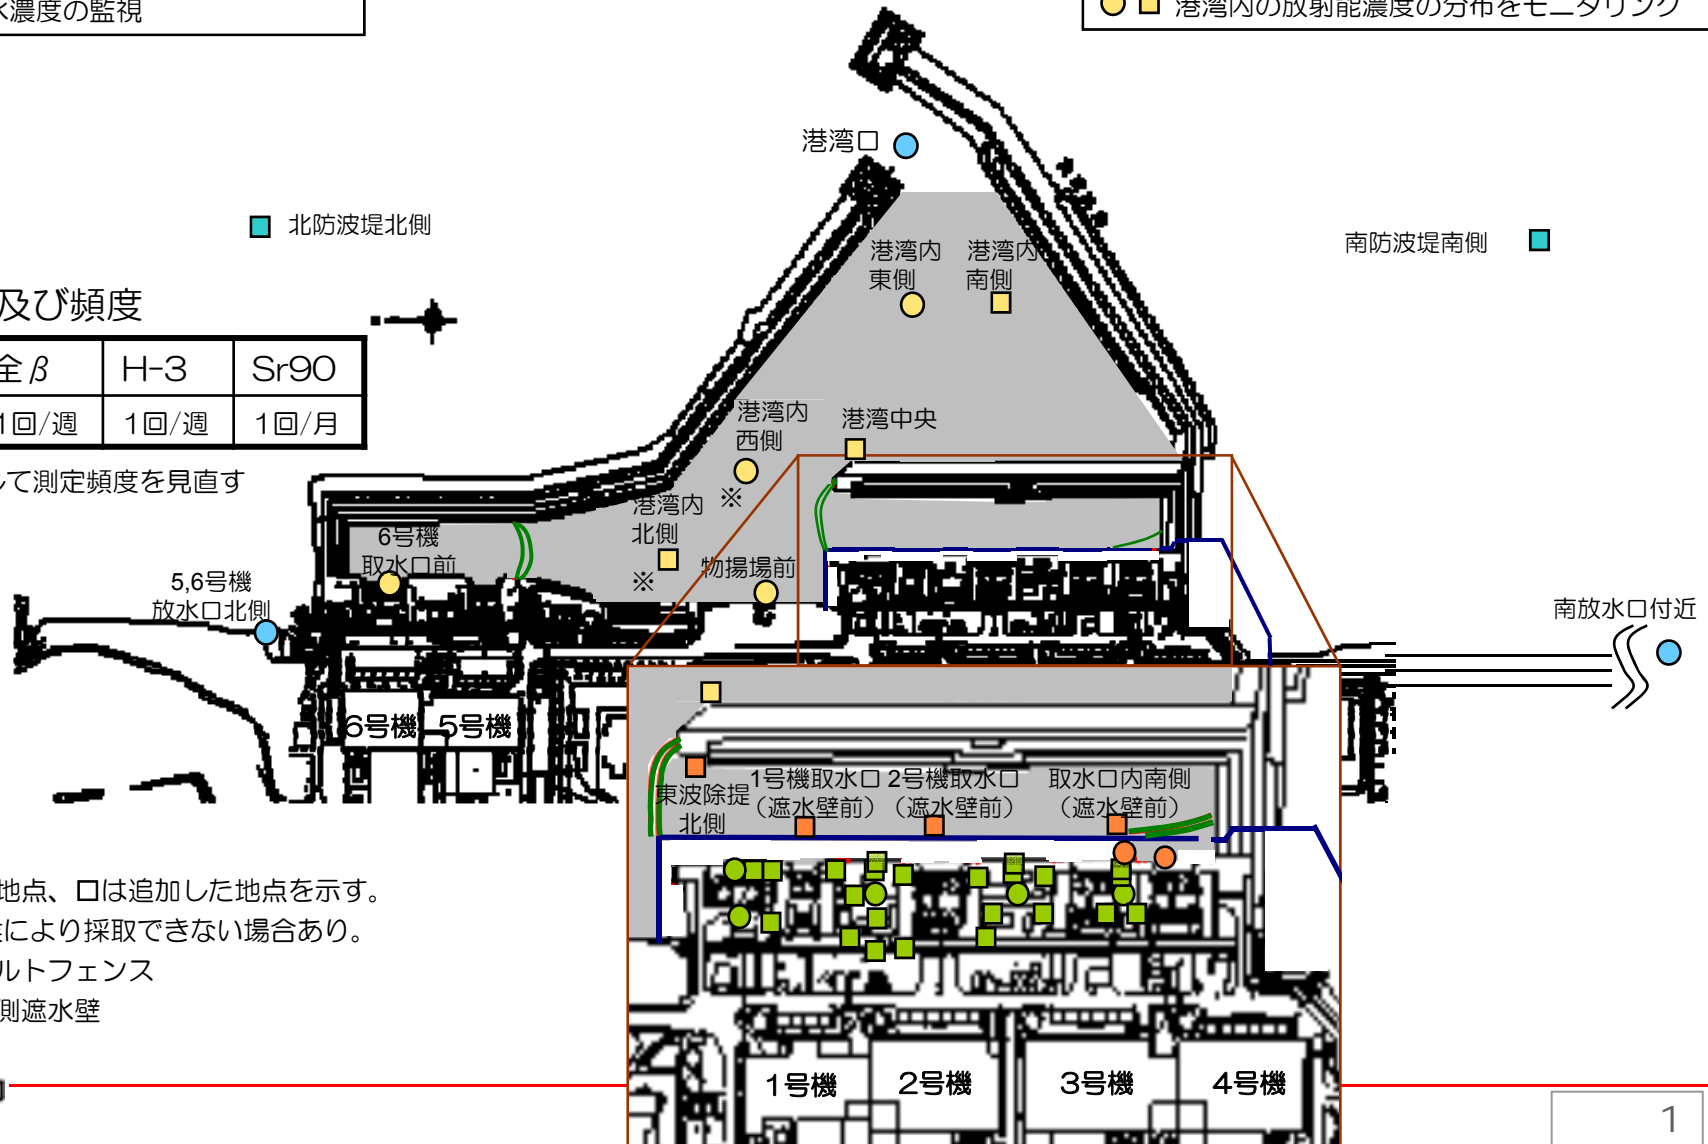 水濃度の監視
港湾内の放射能濃度の分布をモニタリング
港湾口
北防波堤北側
南防波堤南側
港湾内
東側
港湾内
南側
及び頻度
全β H-3 Sr90
1回/週 1回/週 1回/月
て測定頻度を見直す
港湾内
西側
※
港湾中央
港湾内
北側
※
物揚場前
6号機
取水口前
5,6号機
放水口北側
南放水口付近
6号機 5号機
東波除堤
北側
1号機取水口
（遮水壁前）
2号機取水口
（遮水壁前）
取水口内南側
（遮水壁前）
地点、□は追加した地点を示す。
により採取できない場合あり。
ルトフェンス
側遮水壁
1号機 2号機 3号機 4号機
1